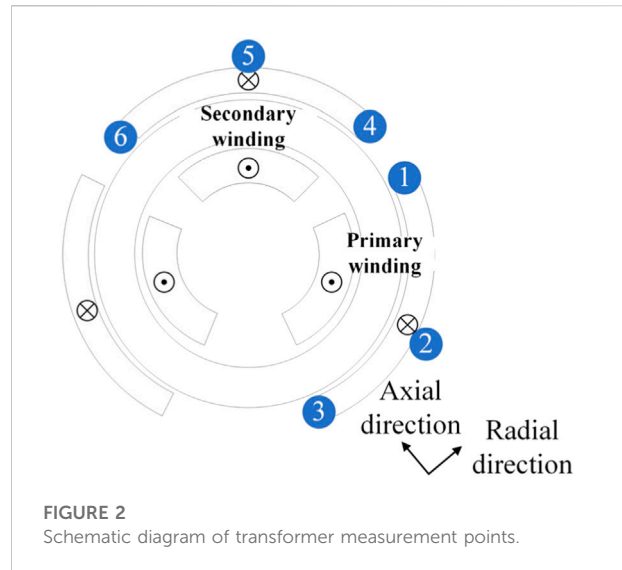 5
Secondary
winding
4
6
1
Primary
winding
2
3
Axial
direction
Radial
direction
FIGURE 2
Schematic diagram of transformer measurement points.